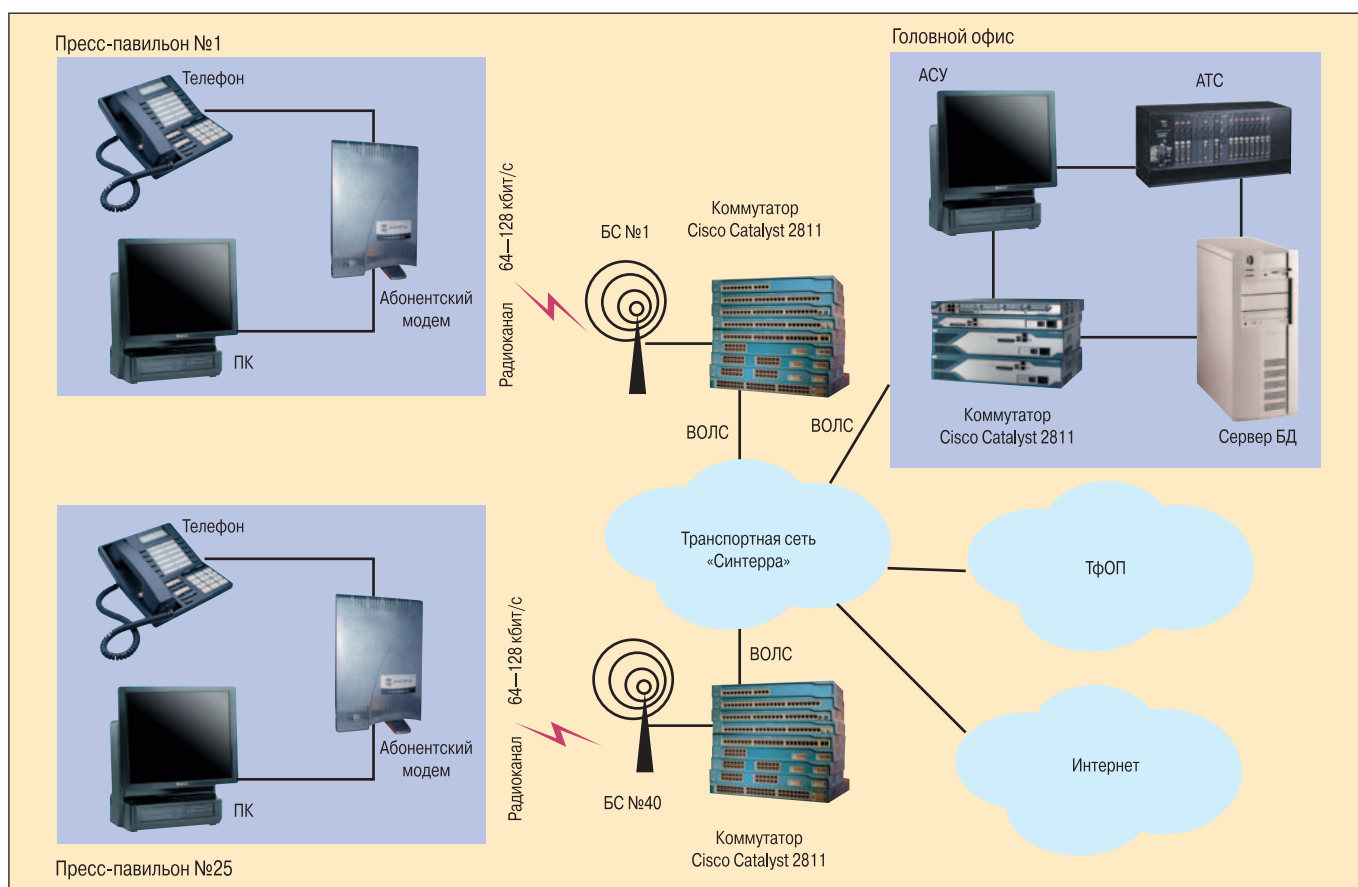 Пресс-павильон №1
Телефон
Абонентский
модем
ПК
64—128 кбит/с
Радиоканал
БС №1
Коммутатор
Cisco Catalyst 2811
ВОЛС
ВОЛС
Головной офис
АСУ
АТС
Коммутатор
Cisco Catalyst 2811
Сервер БД
Транспортная сеть
«Синтерра»
ТфОП
Интернет
Телефон
Абонентский
модем
ПК
Пресс-павильон №25
64—128 кбит/с
Радиоканал
БС №40
ВОЛС
Коммутатор
Cisco Catalyst 2811